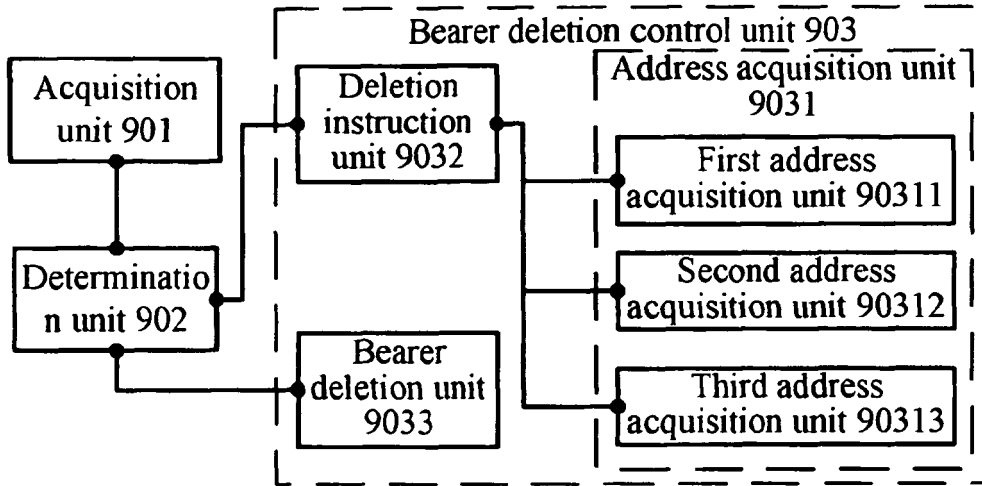 Bearer deletion control unit 903
Acquisition
unit 901
Determinatio
n unit 902
Deletion
instruction
unit 9032
Bearer
deletion unit
9033
Address acquisition unit
9031
First address
acquisition unit 90311
Second address
acquisition unit 90312
Third address
acquisition unit 90313